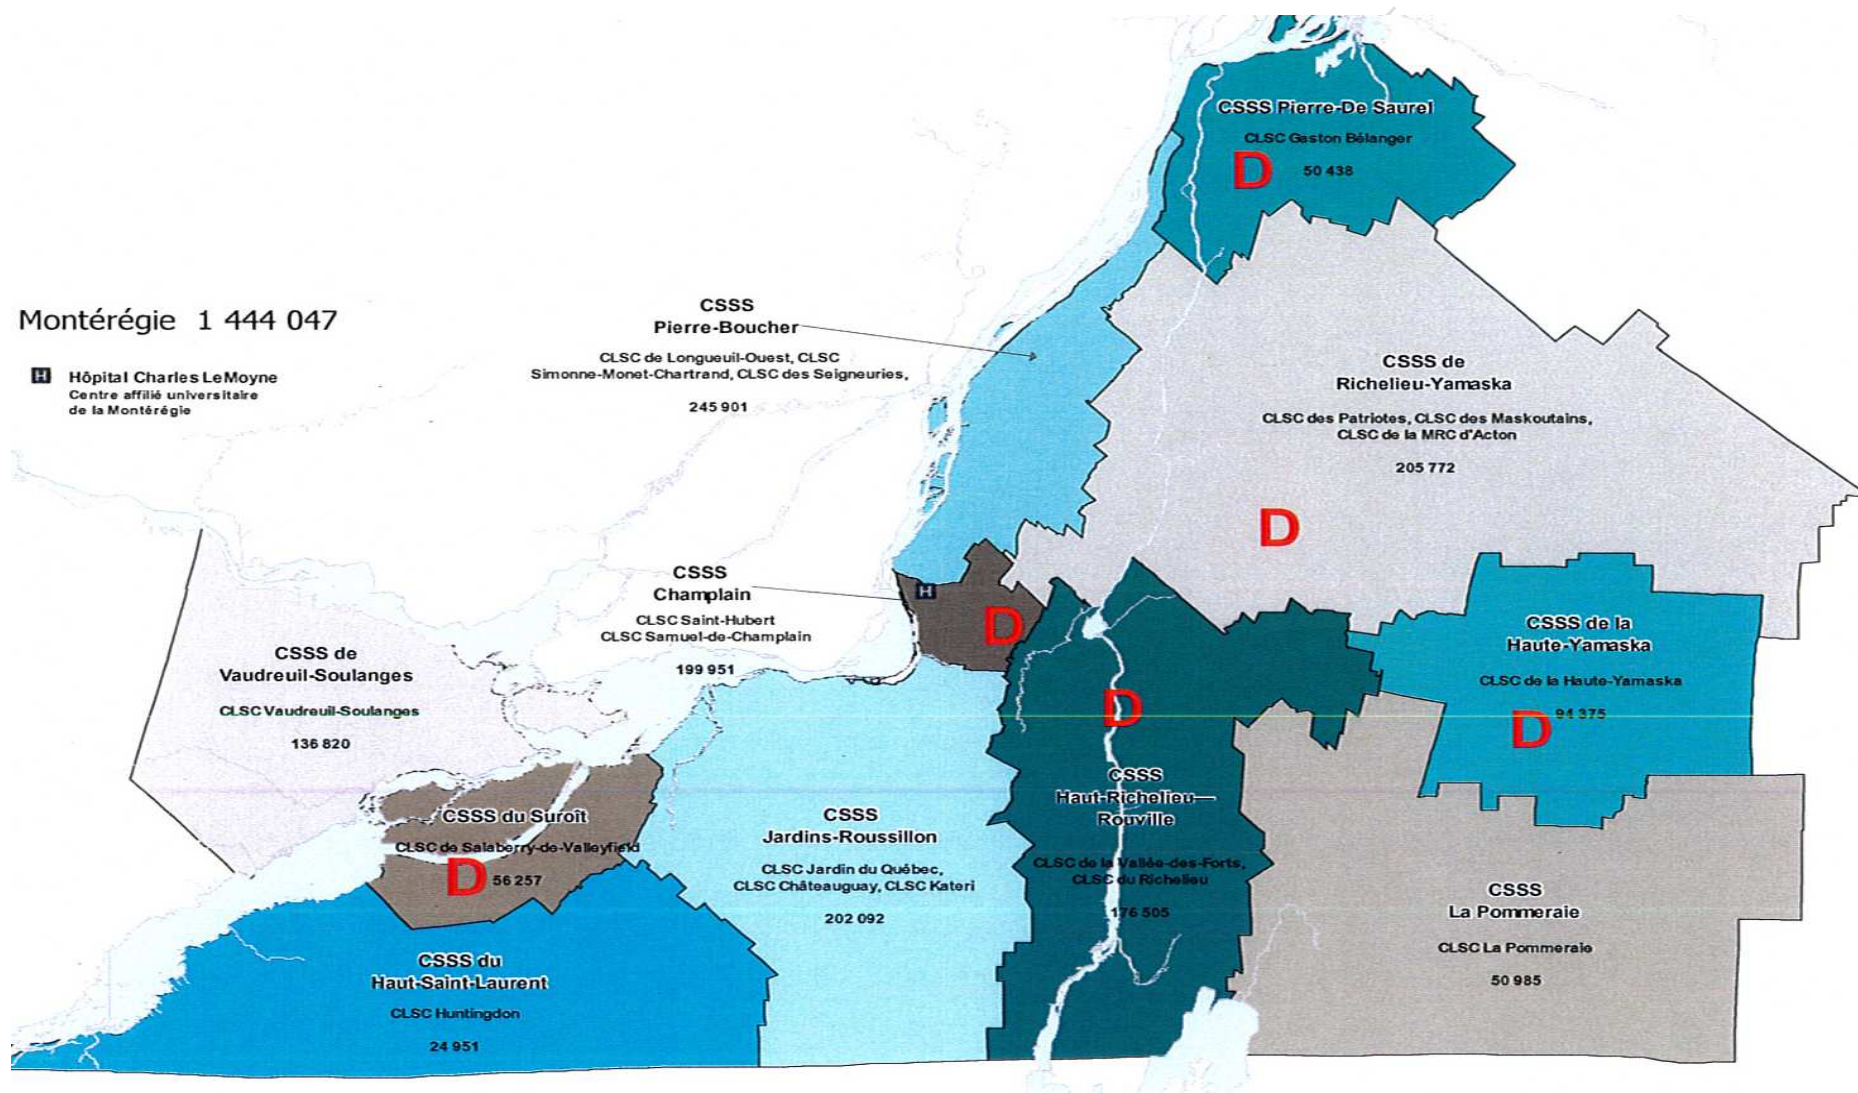 CSSS Pierre-De Saurel
CLSC Gaston Bélanger
D
50 438
Montérégie 1 444 047
H
Hôpital Charles LeMoyne
Centre affilié universitaire
de la Montérégie
CSSS
Pierre-Boucher
CLSC de Longueuil-Ouest, CLSC
Simonne-Monet-Chartrand, CLSC des Seigneuries,
245 901
CSSS de
Richelieu-Yamaska
CLSC des Patriotes, CLSC des Maskoutains,
CLSC de la MRC d'Acton
205 772
D
CSSS
Champlain
CLSC Saint-Hubert
CLSC Samuel-de-Champlain
199 951
H
D
CSSS de la
Haute-Yamaska
CLSC de la Haute-Yamaska
94 375
D
CSSS de
Vaudreuil-Soulanges
CLSC Vaudreuil-Soulanges
136 820
D
CSSS
Haut-Richelieu—
Rouville
CLSC de la Vallée-des-Forts,
CLSC du Richelieu
176 505
CSSS du Suroît
CLSC de Salaberry-de-Valleyfield
D
56 257
CSSS
Jardins-Roussillon
CLSC Jardin du Québec,
CLSC Châteauguay, CLSC Kateri
202 092
CSSS
La Pommeraie
CLSC La Pommeraie
50 985
CSSS du
Haut-Saint-Laurent
CLSC Huntingdon
24 951